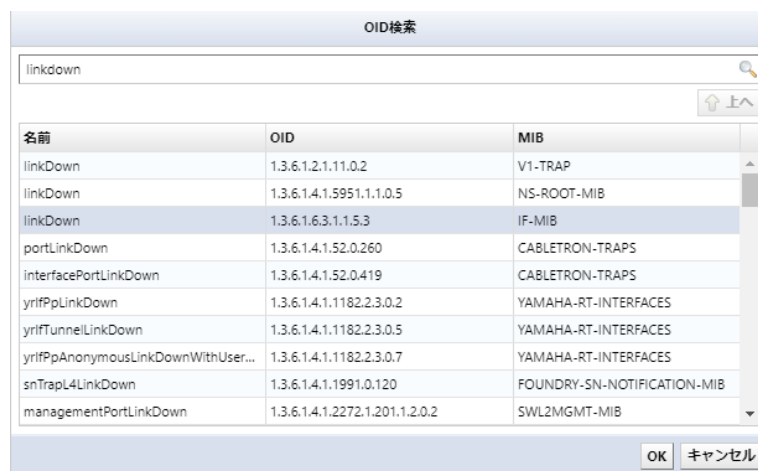 OID検索
linkdown
上へ
名前 OID MIB
linkDown 1.3.6.1.2.1.11.0.2 V1-TRAP
linkDown 1.3.6.1.4.1.5951.1.1.0.5 NS-ROOT-MIB
linkDown 1.3.6.1.6.3.1.1.5.3 IF-MIB
portLinkDown 1.3.6.1.4.1.52.0.260 CABLETRON-TRAPS
interfacePortLinkDown 1.3.6.1.4.1.52.0.419 CABLETRON-TRAPS
yrIfPpLinkDown 1.3.6.1.4.1.1182.2.3.0.2 YAMAHA-RT-INTERFACES
yrIfTunnelLinkDown 1.3.6.1.4.1.1182.2.3.0.5 YAMAHA-RT-INTERFACES
yrIfPpAnonymousLinkDownWithUser... 1.3.6.1.4.1.1182.2.3.0.7 YAMAHA-RT-INTERFACES
snTrapL4LinkDown 1.3.6.1.4.1.1991.0.120 FOUNDRY-SN-NOTIFICATION-MIB
managementPortLinkDown 1.3.6.1.4.1.2272.1.201.1.2.0.2 SWL2MGMT-MIB
OK キャンセル